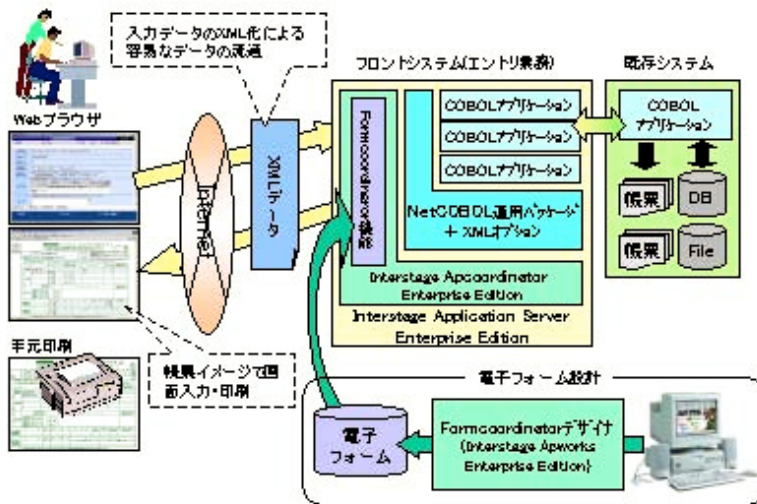 入力データのXML化による
容易なデータの流通
フロントシステム(エントリ業務)
既存システム
Webブラウザ
Internet
XMLデータ
Formcoordinator機能
COBOLアプリケーション
COBOLアプリケーション
COBOLアプリケーション
NetCOBOL運用パッケージ
+ XMLオプション
Interstage Apcoordinator
Enterprise Edition
Interstage Application Server
Enterprise Edition
COBOL
アプリケーション
帳票
DB
帳票
File
手元印刷
帳票イメージで画
面入力・印刷
電子フォーム設計
電子
フォーム
Formcoordinatorデザイナ
(Interstage Apworks
Enterprise Edition)